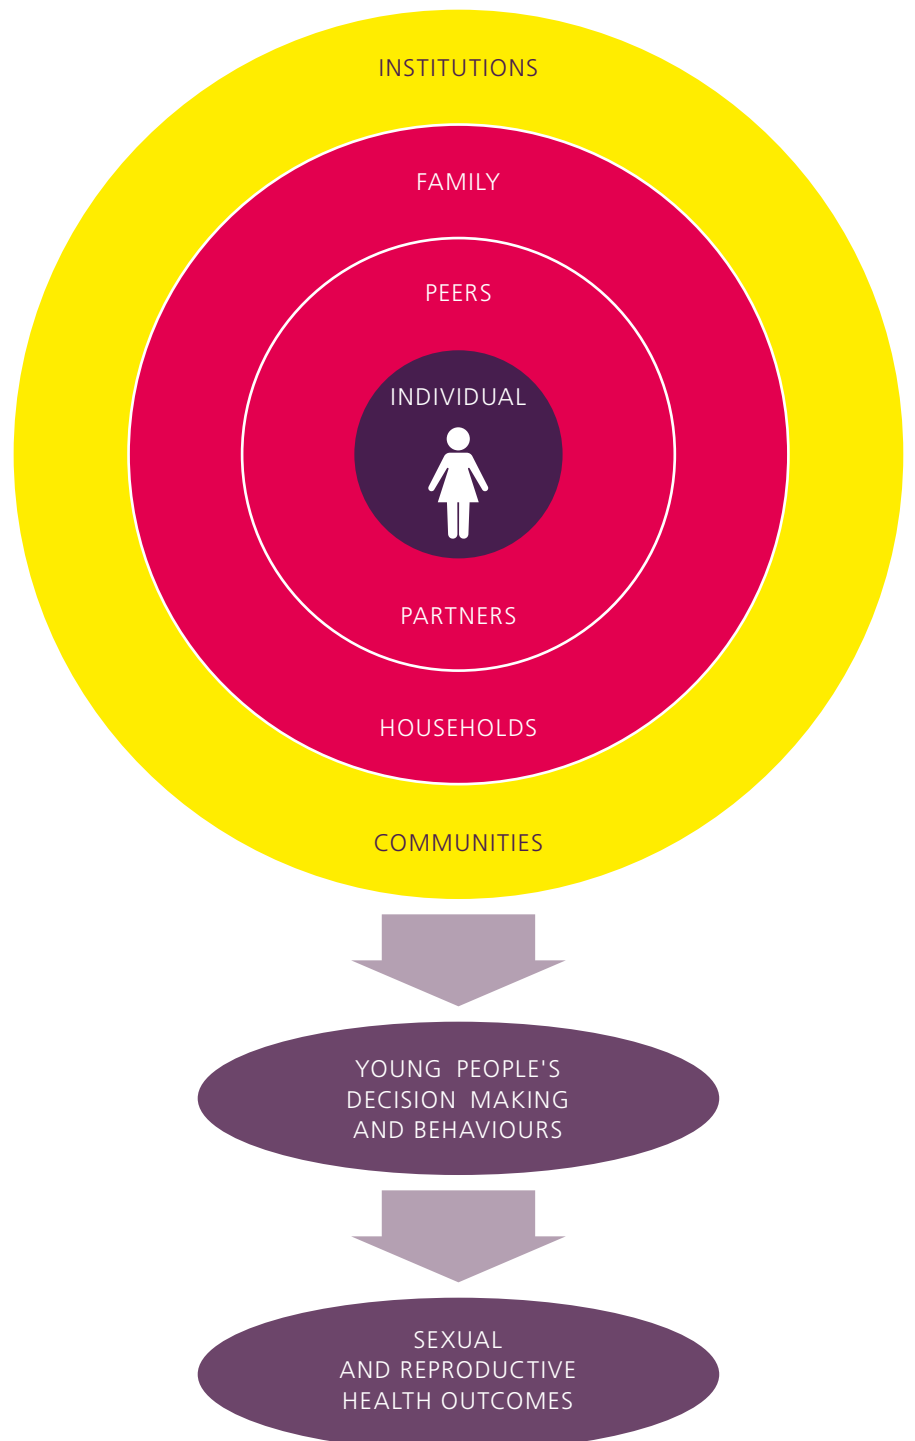 INSTITUTIONS
FAMILY
PEERS
INDIVIDUAL
PARTNERS
HOUSEHOLDS
COMMUNITIES
YOUNG PEOPLE'S
DECISION MAKING
AND BEHAVIOURS
SEXUAL
AND REPRODUCTIVE
HEALTH OUTCOMES